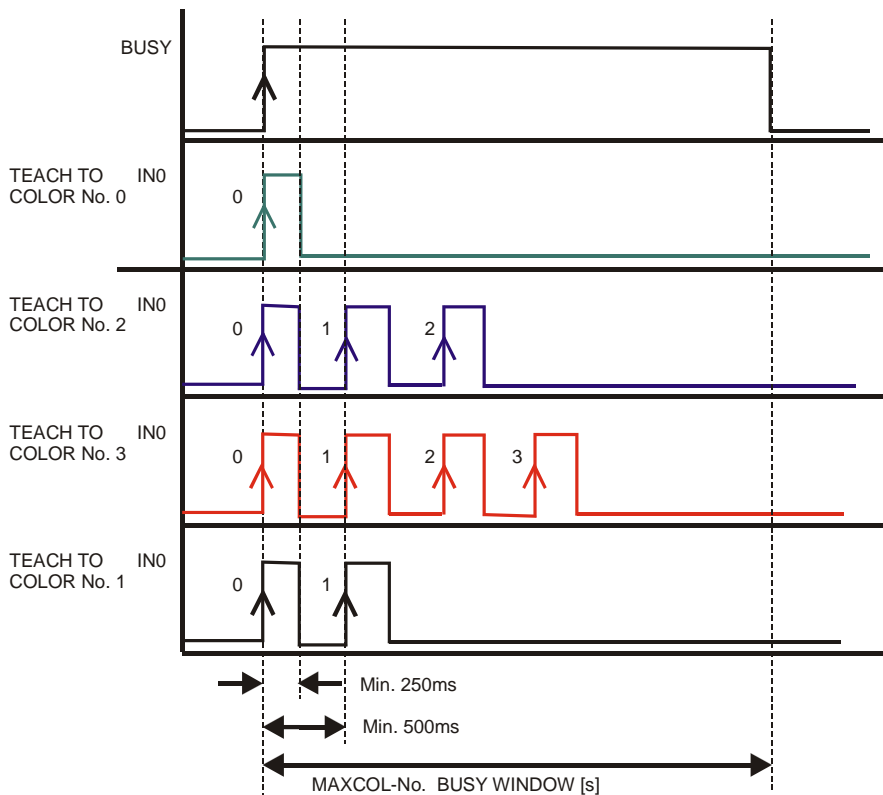 BUSY
TEACH TO IN0
COLOR No. 0
0
TEACH TO IN0
COLOR No. 2
0 1 2
TEACH TO IN0
COLOR No. 3
0 1 2 3
TEACH TO IN0
COLOR No. 1
0 1
Min. 250ms
Min. 500ms
MAXCOL-No. BUSY WINDOW [s]